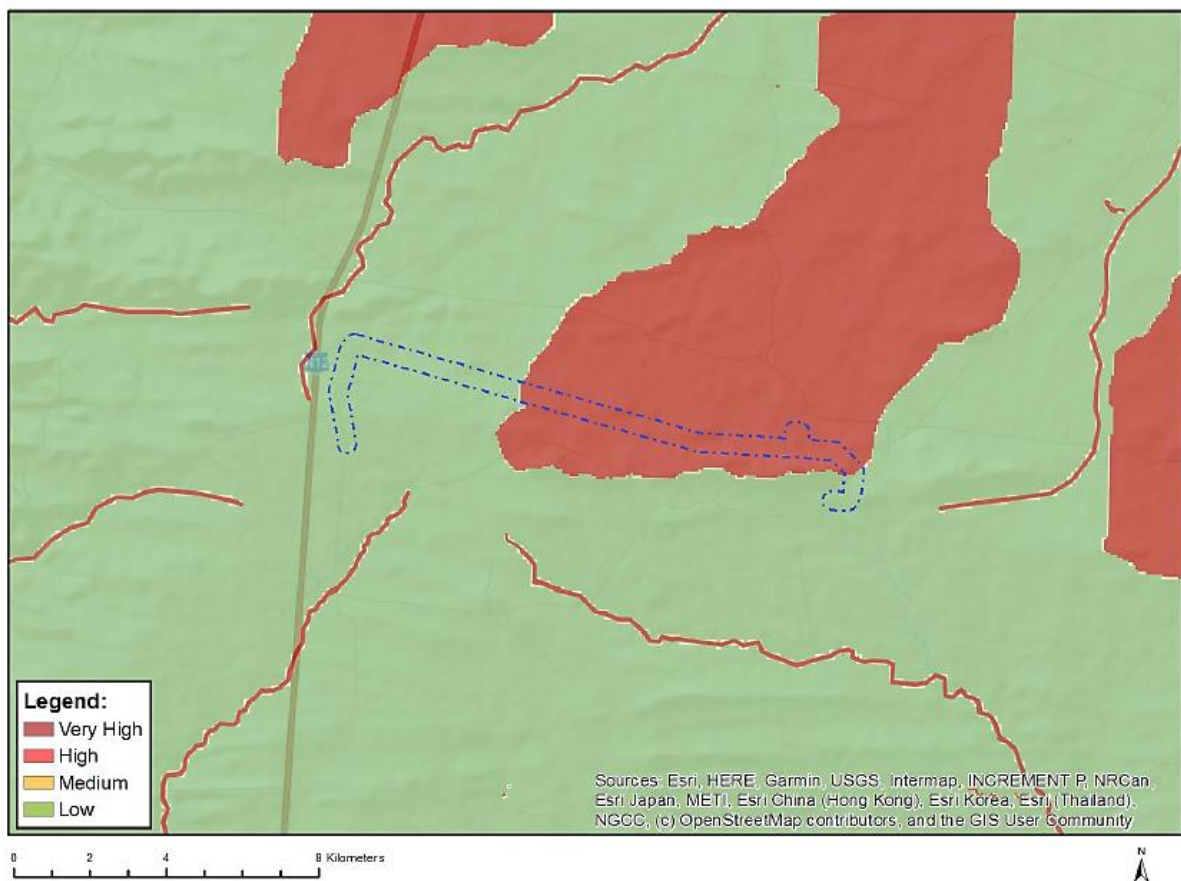 Legend:
Very High
High
Medium
Low
Sources: Esri, HERE, Garmin, USGS, Intermap, INCREMENT P, NRCan,
Esri Japan, METI, Esri China (Hong Kong), Esri Korea, Esri (Thailand),
NGCC, (c) OpenStreetMap contributors, and the GIS User Community
0 2 4 8 Kilometers
N